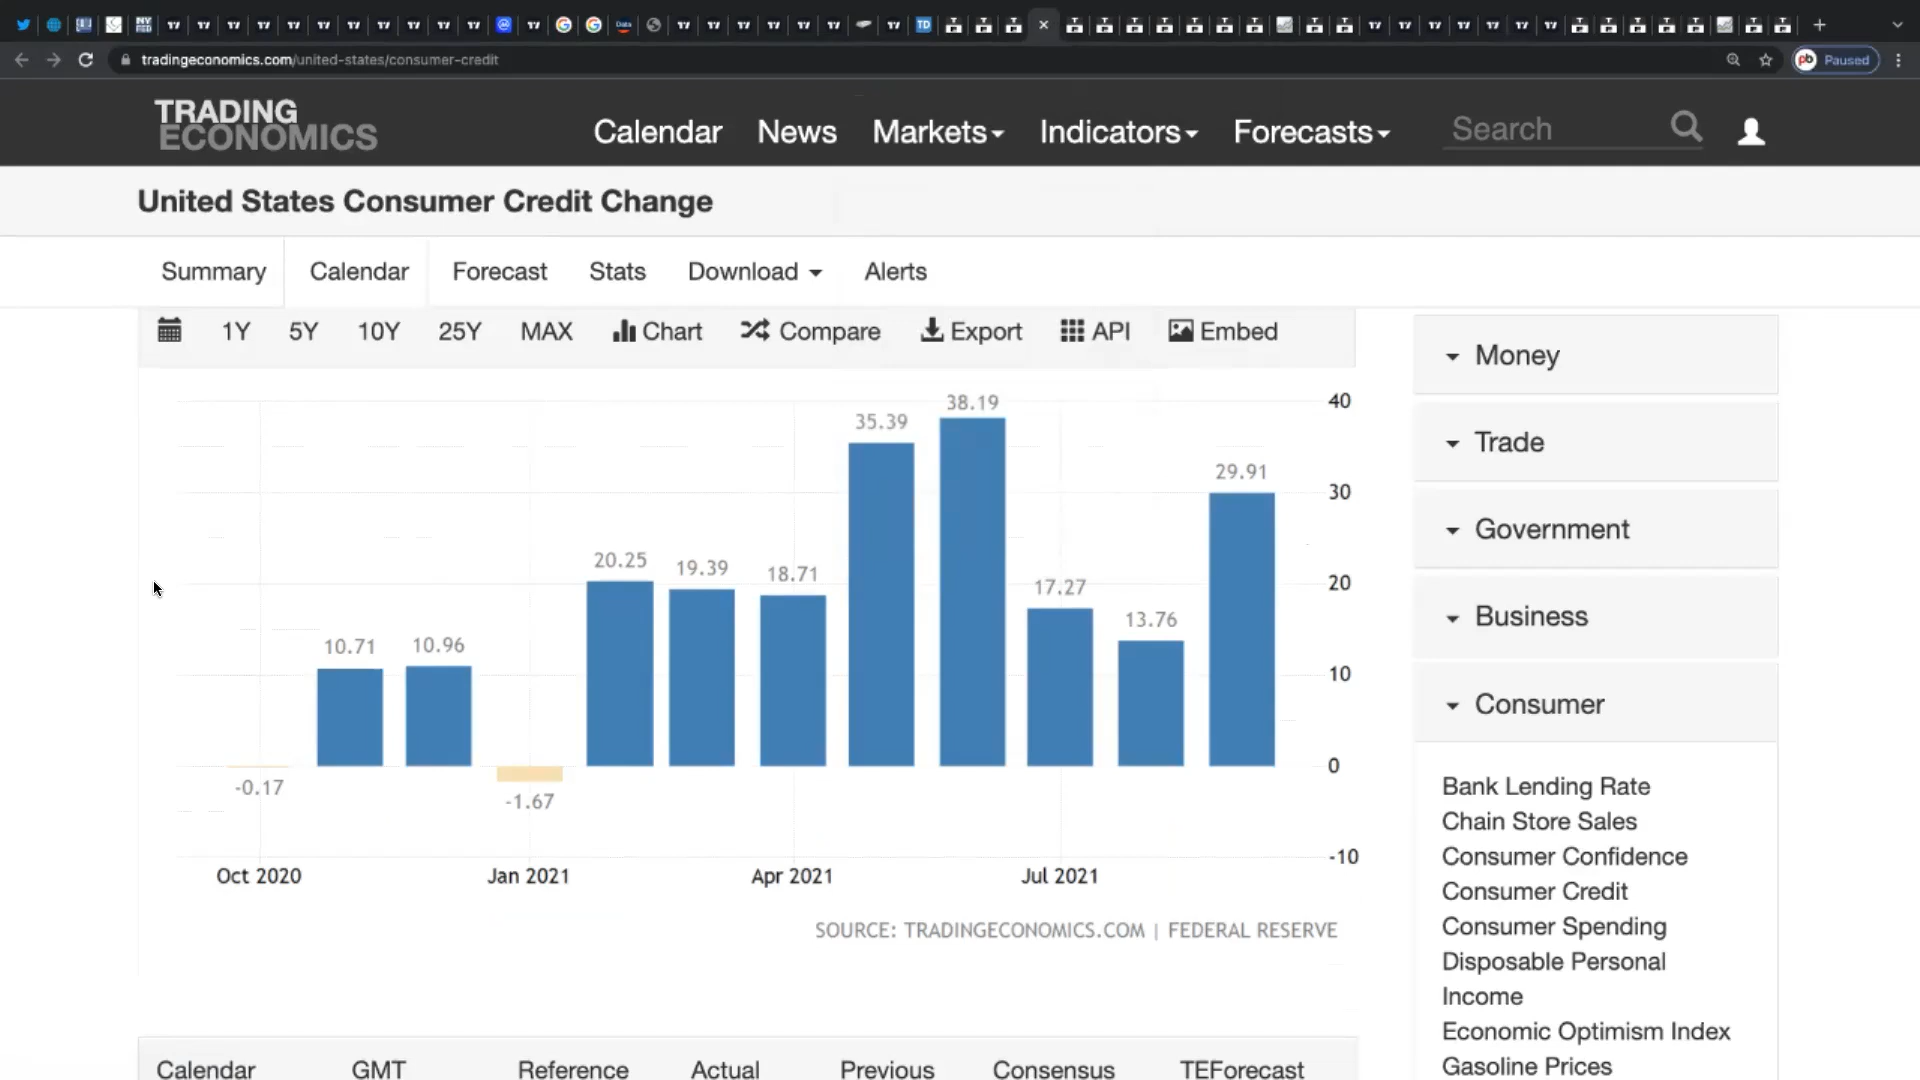 tradingeconomics.com/united-states/consumer-credit
Paused
TRADING
ECONOMICS
Calendar News Markets Indicators Forecasts Search
United States Consumer Credit Change
Summary Calendar Forecast Stats Download Alerts
1Y 5Y 10Y 25Y MAX Chart Compare Export API Embed
40
30
20
10
0
-10
-0.17
10.71
10.96
-1.67
20.25
19.39
18.71
35.39
38.19
17.27
13.76
29.91
Oct 2020 Jan 2021 Apr 2021 Jul 2021
SOURCE: TRADINGECONOMICS.COM | FEDERAL RESERVE
Calendar GMT Reference Actual Previous Consensus TEForecast
Money
Trade
Government
Business
Consumer
Bank Lending Rate
Chain Store Sales
Consumer Confidence
Consumer Credit
Consumer Spending
Disposable Personal
Income
Economic Optimism Index
Gasoline Prices